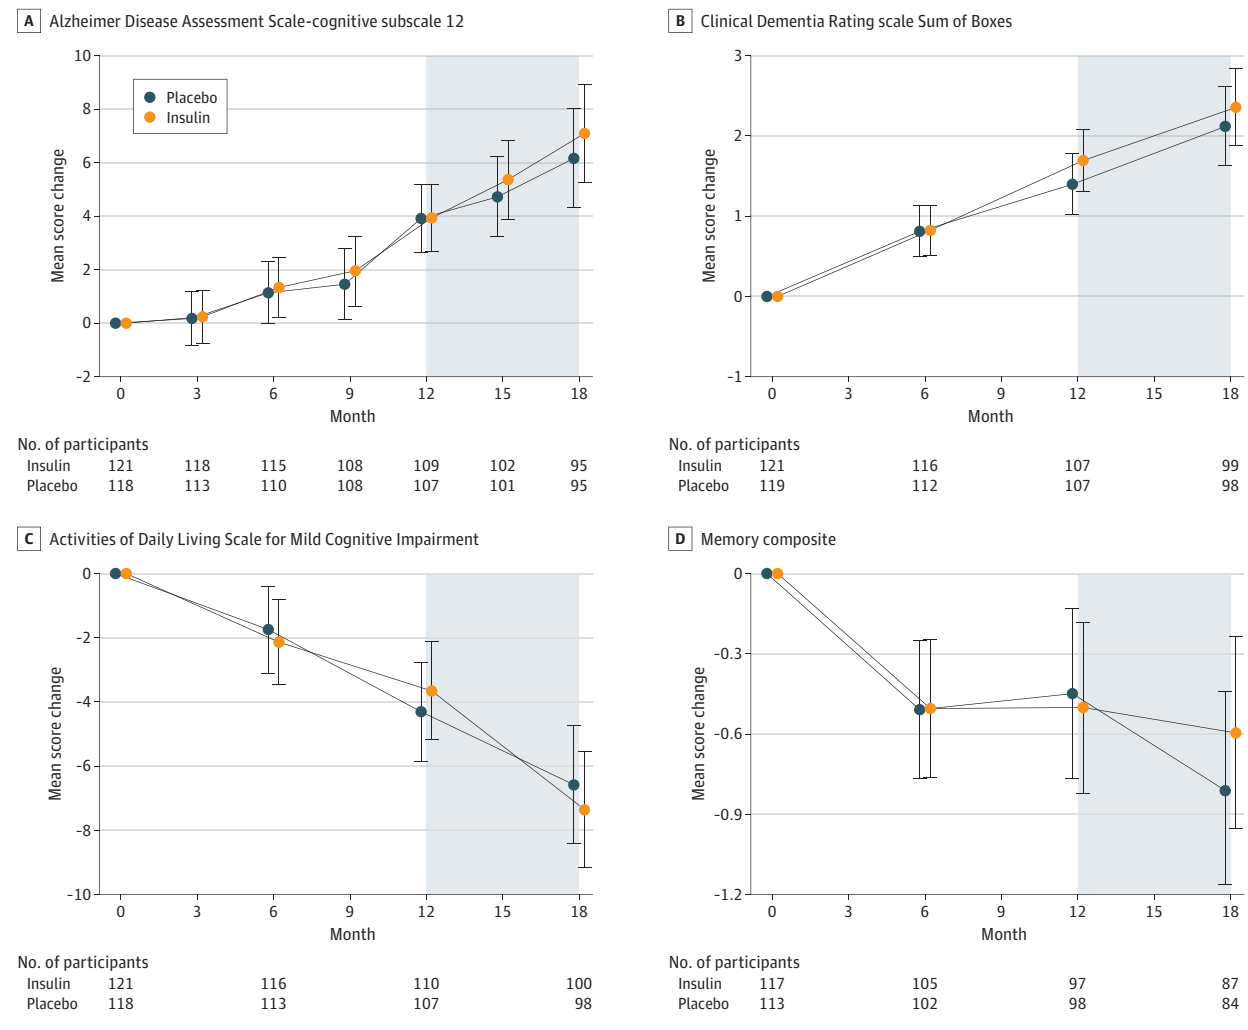 A Alzheimer Disease Assessment Scale-cognitive subscale 12
10
8
6
4
2
0
-2
Mean score change
Placebo
Insulin
0 3 6 9 12 15 18
Month
No. of participants
Insulin 121 118 115 108 109 102 95
Placebo 118 113 110 108 107 101 95
B Clinical Dementia Rating scale Sum of Boxes
3
2
1
0
-1
Mean score change
0 3 6 9 12 15 18
Month
No. of participants
Insulin 121 116 107 99
Placebo 119 112 107 98
C Activities of Daily Living Scale for Mild Cognitive Impairment
0
-2
-4
-6
-8
-10
Mean score change
0 3 6 9 12 15 18
Month
No. of participants
Insulin 121 116 110 100
Placebo 118 113 107 98
D Memory composite
0
-0.3
-0.6
-0.9
-1.2
Mean score change
0 3 6 9 12 15 18
Month
No. of participants
Insulin 117 105 97 87
Placebo 113 102 98 84